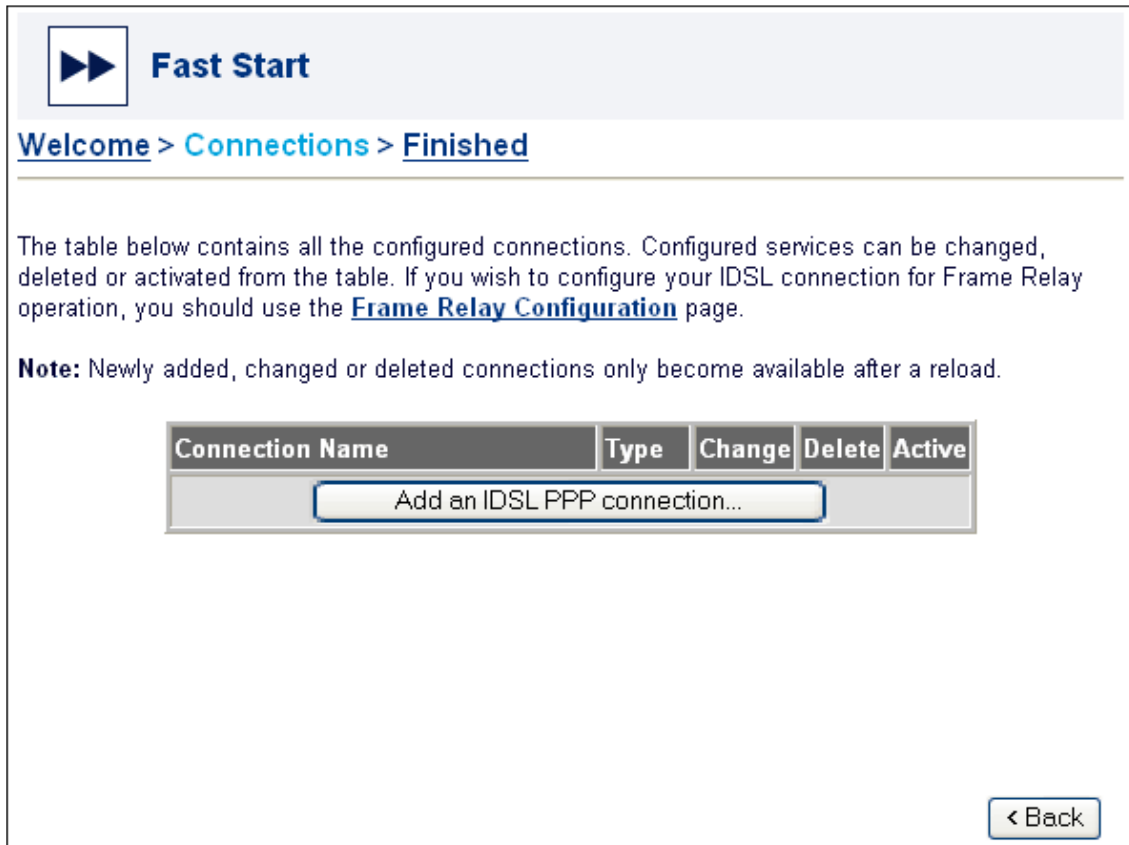 Fast Start
Welcome > Connections > Finished
The table below contains all the configured connections. Configured services can be changed,
deleted or activated from the table. If you wish to configure your IDSL connection for Frame Relay
operation, you should use the Frame Relay Configuration page.
Note: Newly added, changed or deleted connections only become available after a reload.
Connection Name Type Change Delete Active
Add an IDSL PPP connection...
< Back